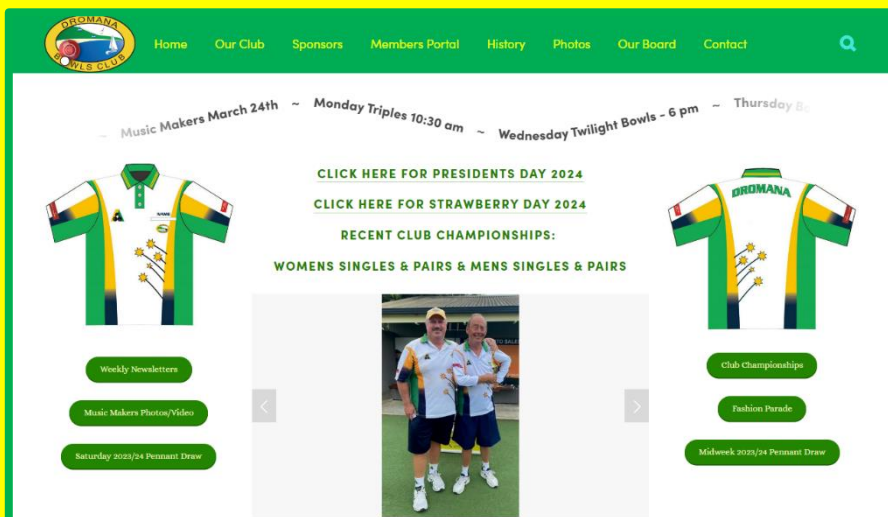 DROMANA
BOWLS CLUB
Home Our Club Sponsors Members Portal History Photos Our Board Contact
~ Music Makers March 24th ~ Monday Triples 10:30 am ~ Wednesday Twilight Bowls - 6 pm ~ Thursday
CLICK HERE FOR PRESIDENTS DAY 2024
CLICK HERE FOR STRAWBERRY DAY 2024
RECENT CLUB CHAMPIONSHIPS:
WOMENS SINGLES & PAIRS & MENS SINGLES & PAIRS
NAME
DROMANA
Weekly Newsletters
Music Makers Photos/Video
Saturday 2023/24 Pennant Draw
Club Championships
Fashion Parade
Midweek 2023/24 Pennant Draw